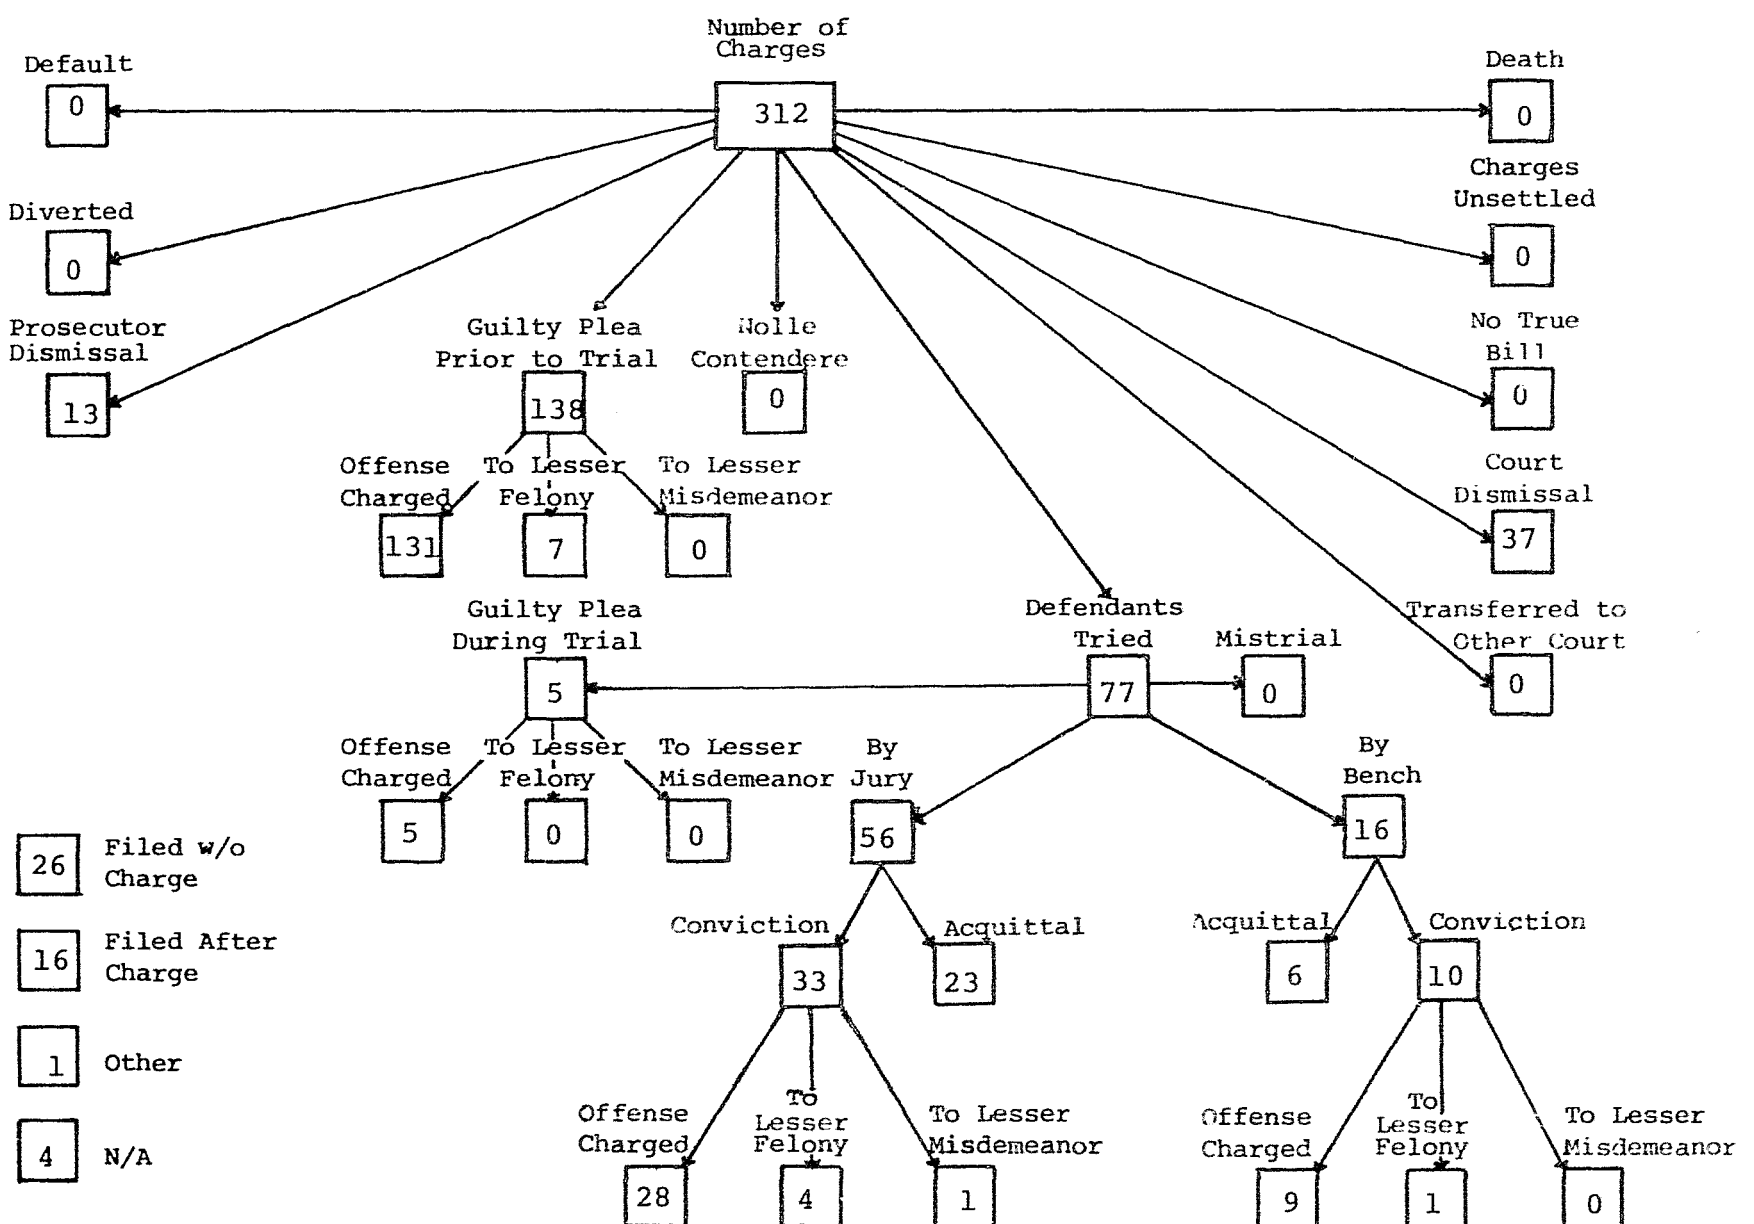 Number of
Charges
312
Default
0
Death
0
Charges
Unsettled
0
Diverted
0
Prosecutor
Dismissal
13
Guilty Plea
Prior to Trial
138
Nolle
Contendere
0
No True
Bill
0
Offense
Charged
131
To Lesser
Felony
7
To Lesser
Misdemeanor
0
Court
Dismissal
37
Guilty Plea
During Trial
5
Defendants
Tried
77
Mistrial
0
Transferred to
Other Court
0
Offense
Charged
5
To Lesser
Felony
0
To Lesser
Misdemeanor
0
By
Jury
56
By
Bench
16
26
Filed w/o
Charge
16
Filed After
Charge
1
Other
4
N/A
Conviction
33
Acquittal
23
Acquittal
6
Conviction
10
Offense
Charged
28
To
Lesser
Felony
4
To Lesser
Misdemeanor
1
Offense
Charged
9
To
Lesser
Felony
1
To Lesser
Misdemeanor
0